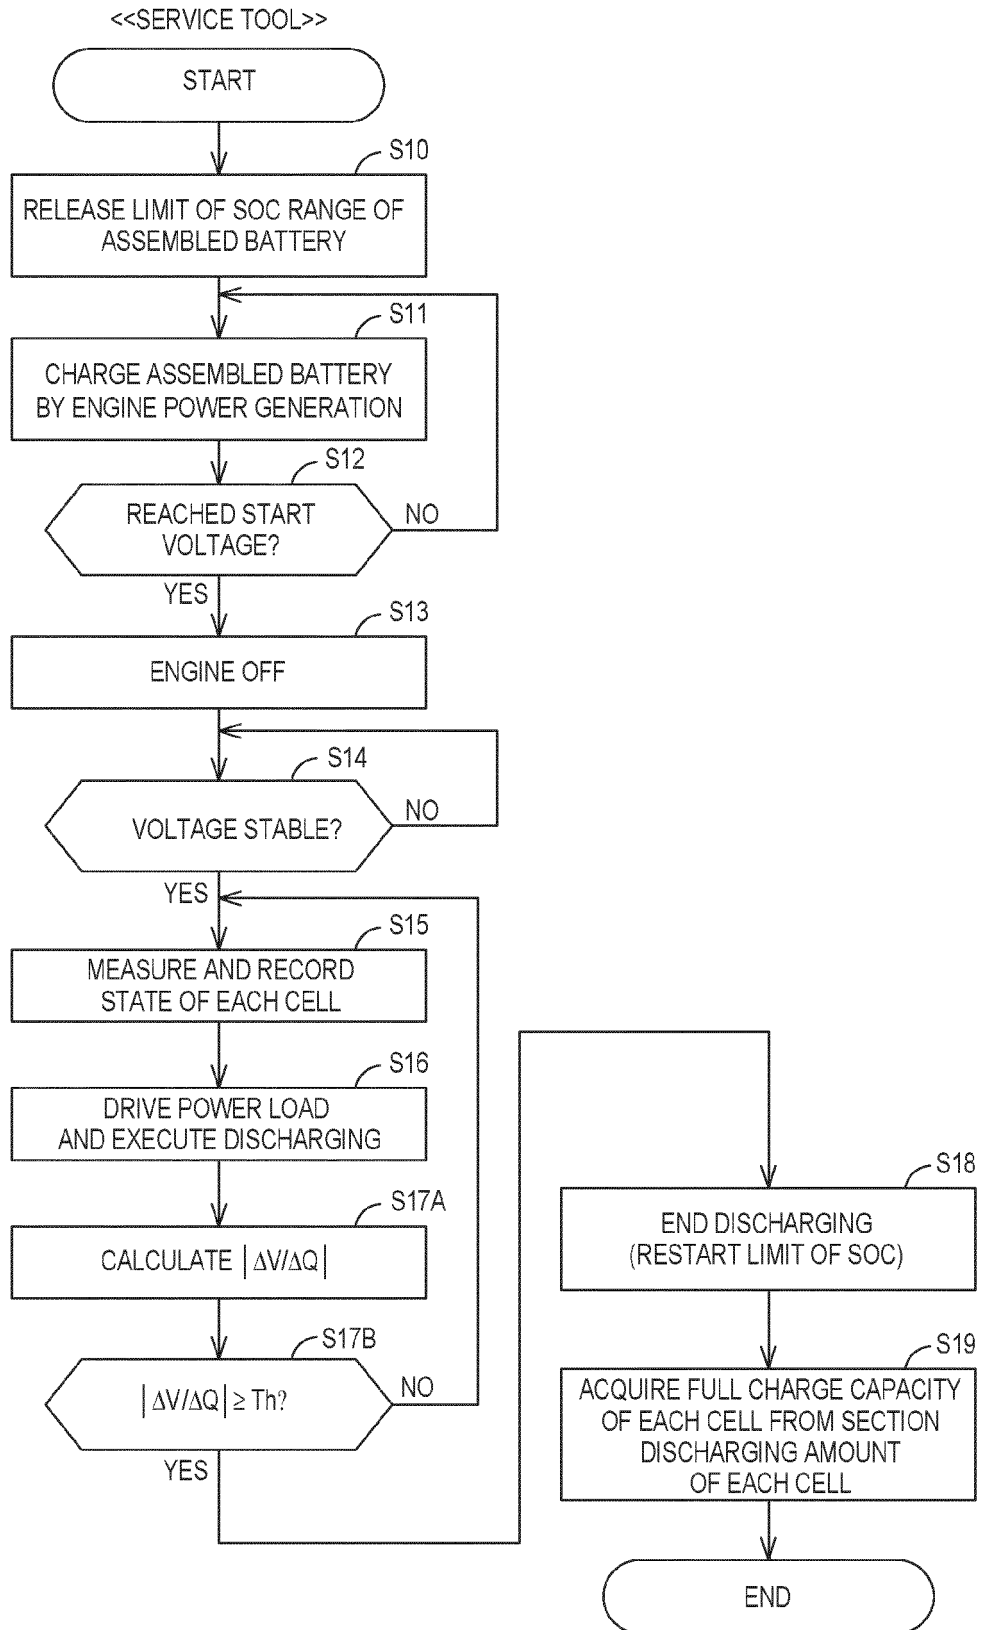 <<SERVICE TOOL>>
START
S10
RELEASE LIMIT OF SOC RANGE OF
ASSEMBLED BATTERY
S11
CHARGE ASSEMBLED BATTERY
BY ENGINE POWER GENERATION
S12
REACHED START
VOLTAGE?
NO
YES
S13
ENGINE OFF
S14
VOLTAGE STABLE?
NO
YES
S15
MEASURE AND RECORD
STATE OF EACH CELL
S16
DRIVE POWER LOAD
AND EXECUTE DISCHARGING
S17A
CALCULATE |ΔV/ΔQ|
S17B
|ΔV/ΔQ| ≥ Th?
NO
YES
S18
END DISCHARGING
(RESTART LIMIT OF SOC)
S19
ACQUIRE FULL CHARGE CAPACITY
OF EACH CELL FROM SECTION
DISCHARGING AMOUNT
OF EACH CELL
END